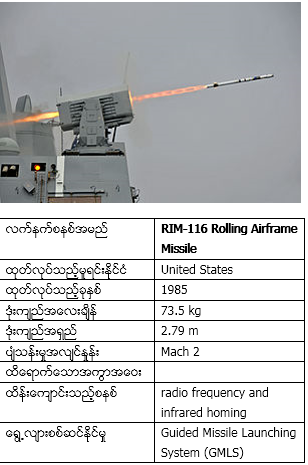 လက်နက်စနစ်အမည် RIM-116 Rolling Airframe
Missile
ထုတ်လုပ်သည့်မူရင်းနိုင်ငံ United States
ထုတ်လုပ်သည့်ခုနှစ် 1985
ဒုံးကျည်အလေးချိန် 73.5 kg
ဒုံးကျည်အရှည် 2.79 m
ပျံသန်းမှုအလျင်နှုန်း Mach 2
ထိရောက်သောအကွာအဝေး
ထိန်းကျောင်းသည့်စနစ် radio frequency and
infrared homing
ရွှေ့လျားစစ်ဆင်နိုင်မှု Guided Missile Launching
System (GMLS)